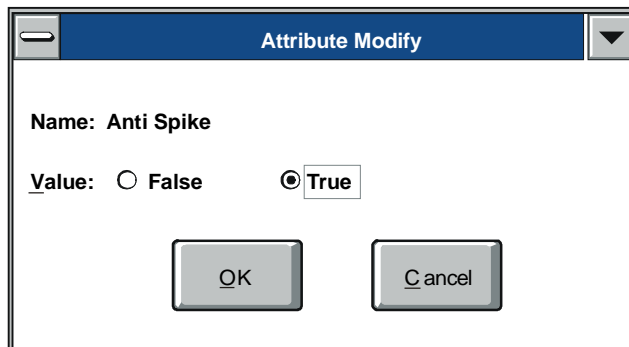 Attribute Modify
Name: Anti Spike
Value: False True
OK Cancel